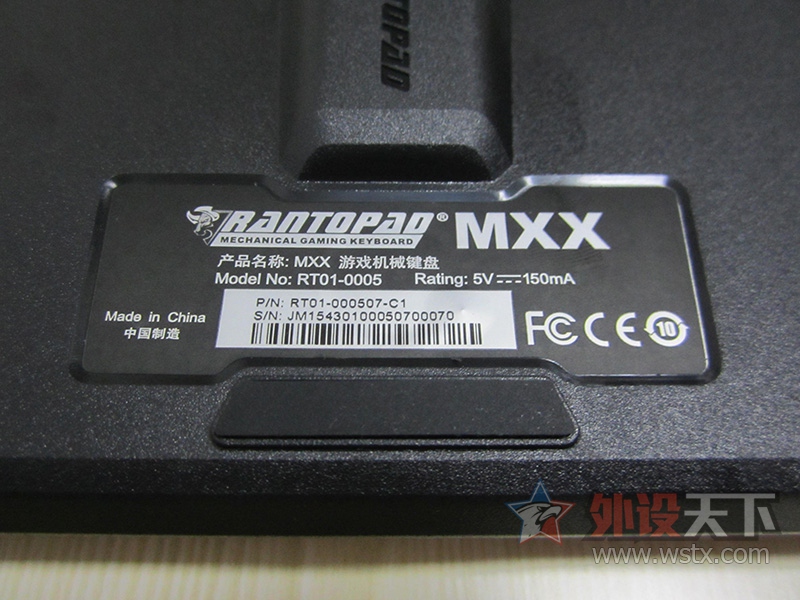 RANTOPAD
RANTOPAD® MXX
MECHANICAL GAMING KEYBOARD
产品名称: MXX 游戏机械键盘
Model No: RT01-0005 Rating: 5V⎓150mA
P/N: RT01-000507-C1
S/N: JM15430100050700070
Made in China
中国制造
FC CE 10
外设天下
www.wstx.com